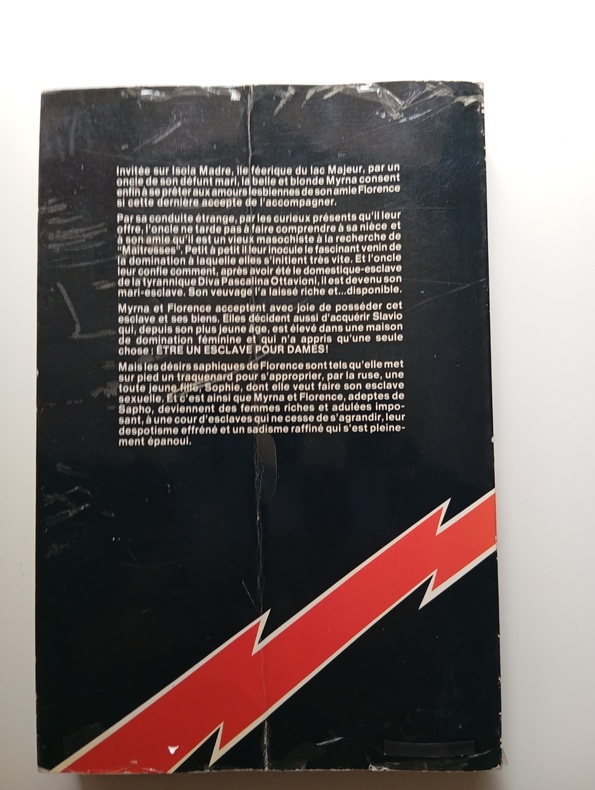 Invitée sur Isola Madre, île féerique du lac Majeur, par un
oncle de son défunt mari, la belle et blonde Myrna consent
enfin à se prêter aux amours lesbiennes de son amie Florence
si cette dernière accepte de l'accompagner.
Par sa conduite étrange, par les curieux présents qu'il leur
offre, l'oncle ne tarde pas à faire comprendre à sa nièce et
à son amie qu'il est un vieux masochiste à la recherche de
"Maîtresses". Petit à petit il leur inocule le fascinant venin de
la domination à laquelle elles s'initient très vite. Et l'oncle
leur confie comment, après avoir été le domestique-esclave
de la tyrannique Diva Pascalina Ottavioni, il est devenu son
mari-esclave. Son veuvage l'a laissé riche et...disponible.
Myrna et Florence acceptent avec joie de posséder cet
esclave et ses biens. Elles décident aussi d'acquérir Slavio
qui, depuis son plus jeune âge, est élevé dans une maison
de domination féminine et qui n'a appris qu'une seule
chose : ETRE UN ESCLAVE POUR DAMES!
Mais les désirs saphiques de Florence sont tels qu'elle met
sur pied un traquenard pour s'approprier, par la ruse, une
toute jeune fille, Sophie, dont elle veut faire son esclave
sexuelle. Et c'est ainsi que Myrna et Florence, adeptes de
Sapho, deviennent des femmes riches et adulées impo-
sant, à une cour d'esclaves qui ne cesse de s'agrandir, leur
despotisme effréné et un sadisme raffiné qui s'est pleine-
ment épanoui.